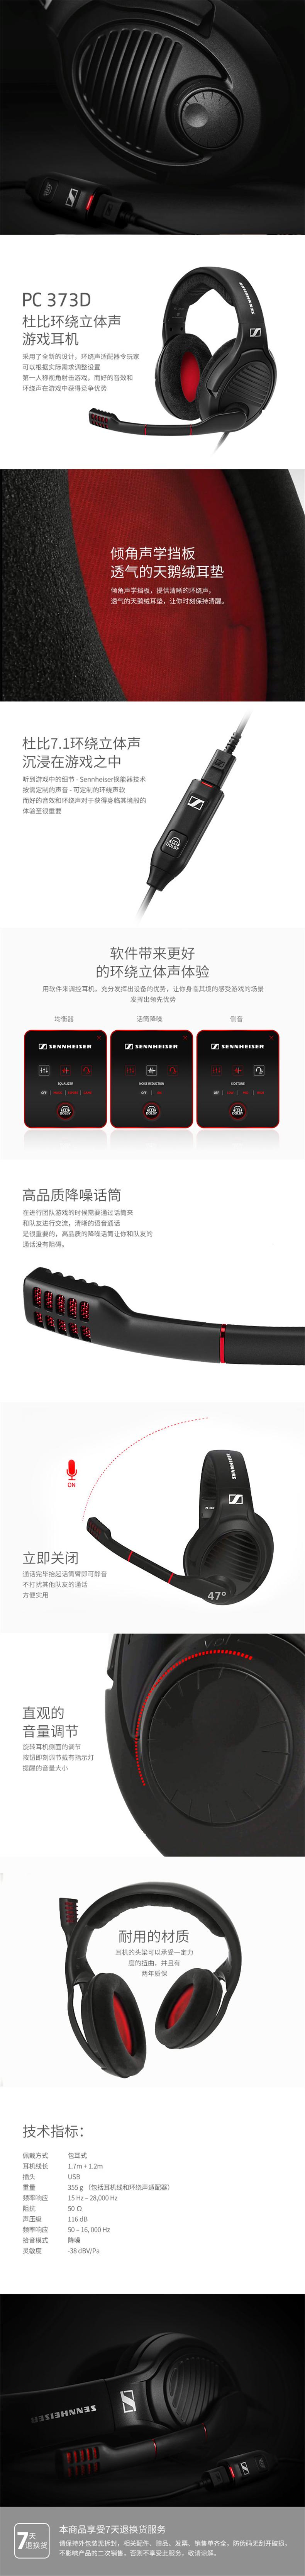 PC 373D
杜比环绕立体声
游戏耳机
采用了全新的设计，环绕声适配器令玩家
可以根据实际需求调整设置
第一人称视角射击游戏，而好的音效和
环绕声在游戏中获得竞争优势
SENNHEISER
倾角声学挡板
透气的天鹅绒耳垫
倾角声学挡板，提供清晰的环绕声，
透气的天鹅绒耳垫，让你时刻保持清醒。
杜比7.1环绕立体声
沉浸在游戏之中
听到游戏中的细节 - Sennheiser换能器技术
按需定制的声音 - 可定制的环绕声软
而好的音效和环绕声对于获得身临其境般的
体验至很重要
DOLBY
软件带来更好
的环绕立体声体验
用软件来调控耳机，充分发挥出设备的优势，让你身临其境的感受游戏的场景
发挥出领先优势
均衡器 话筒降噪 侧音
SENNHEISER SENNHEISER SENNHEISER
EQUALIZER NOISE REDUCTION SIDETONE
DOLBY DOLBY DOLBY
高品质降噪话筒
在进行团队游戏的时候需要通过话筒来
和队友进行交流，清晰的语音通话
是很重要的，高品质的降噪话筒让你和队友的
通话没有阻碍。
ON
SENNHEISER
立即关闭
通话完毕抬起话筒臂即可静音
不打扰其他队友的通话
方便实用
47°
直观的
音量调节
旋转耳机侧面的调节
按钮即刻调节戴有指示灯
提醒的音量大小
耐用的材质
耳机的头梁可以承受一定力
度的扭曲，并且有
两年质保
技术指标：
佩戴方式 包耳式
耳机线长 1.7m + 1.2m
插头 USB
重量 355 g （包括耳机线和环绕声适配器）
频率响应 15 Hz – 28,000 Hz
阻抗 50 Ω
声压级 116 dB
频率响应 50 – 16, 000 Hz
拾音模式 降噪
灵敏度 -38 dBV/Pa
SENNHEISER
7天
退换货
本商品享受7天退换货服务
请保持外包装无拆封，相关配件、赠品、发票、销售单齐全，防伪码无刮开破损，
不影响产品的二次销售，否则不享受此服务，敬请谅解。